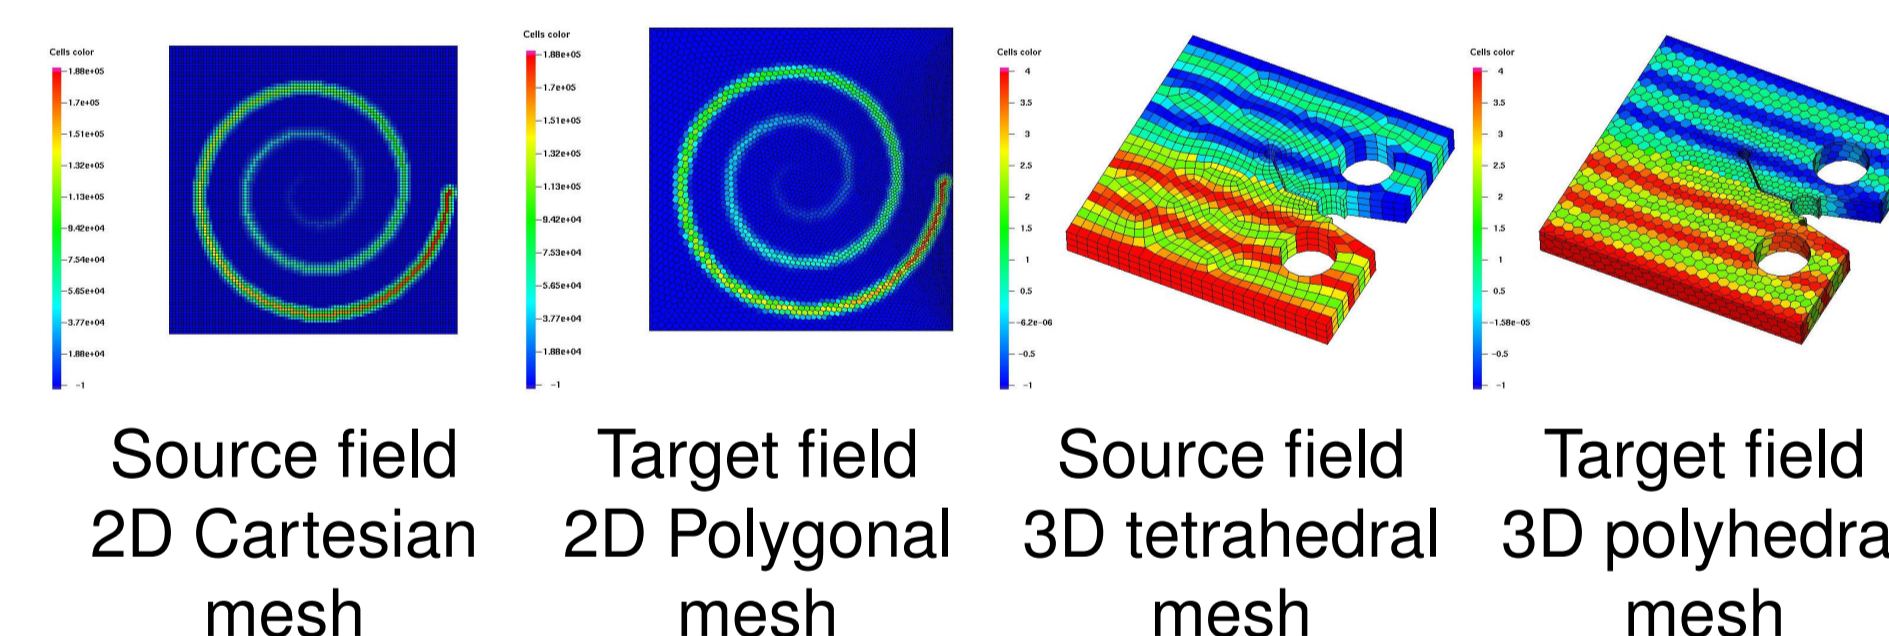 Cells color
1.88e+05
1.7e+05
1.51e+05
1.32e+05
1.13e+05
9.42e+04
7.54e+04
5.65e+04
3.77e+04
1.88e+04
-1
Source field
2D Cartesian
mesh
Cells color
1.88e+05
1.7e+05
1.51e+05
1.32e+05
1.13e+05
9.42e+04
7.53e+04
5.65e+04
3.77e+04
1.88e+04
-1
Target field
2D Polygonal
mesh
Cells color
4
3.5
3
2.5
2
1.5
1
0.5
-6.2e-06
-0.5
-1
Source field
3D tetrahedral
mesh
Cells color
4
3.5
3
2.5
2
1.5
1
0.5
-1.58e-05
-0.5
-1
Target field
3D polyhedra
mesh